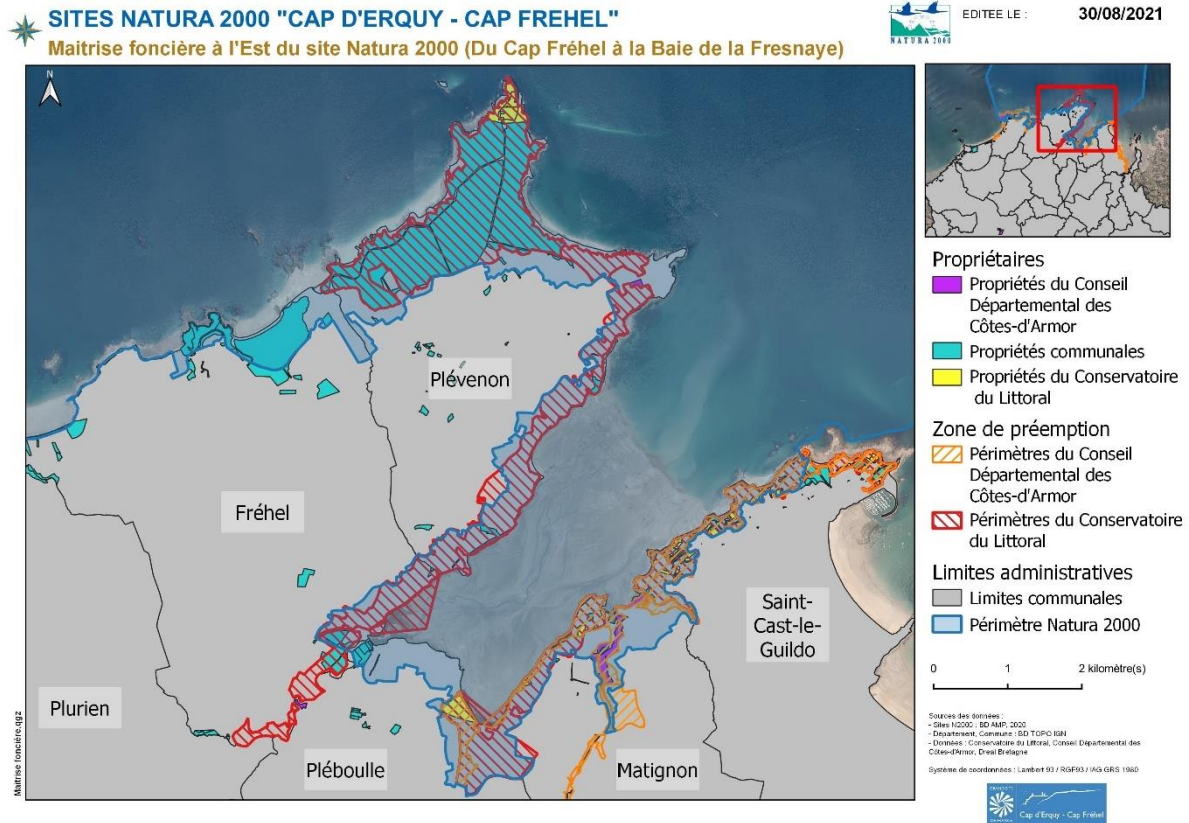 SITES NATURA 2000 "CAP D'ERQUY - CAP FREHEL"
Maitrise foncière à l'Est du site Natura 2000 (Du Cap Fréhel à la Baie de la Fresnaye)
NATURA 2000
EDITEE LE :
30/08/2021
N
Plévenon
Fréhel
Saint-
Cast-le-
Guildo
Plurien
Pléboulle
Matignon
Maitrise foncière.qgz
Propriétaires
Propriétés du Conseil
Départemental des
Côtes-d'Armor
Propriétés communales
Propriétés du Conservatoire
du Littoral
Zone de préemption
Périmètres du Conseil
Départemental des
Côtes-d'Armor
Périmètres du Conservatoire
du Littoral
Limites administratives
Limites communales
Périmètre Natura 2000
0 1 2 kilomètre(s)
Sources des données :
- Sites N2000 : BD AMP, 2020
- Département, Commune : BD TOPO IGN
- Données : Conservatoire du Littoral, Conseil Départemental des
Côtes-d'Armor, Dreal Bretagne
Système de coordonnées : Lambert 93 / RGF93 / IAG GRS 1980
Cap d'Erquy - Cap Fréhel